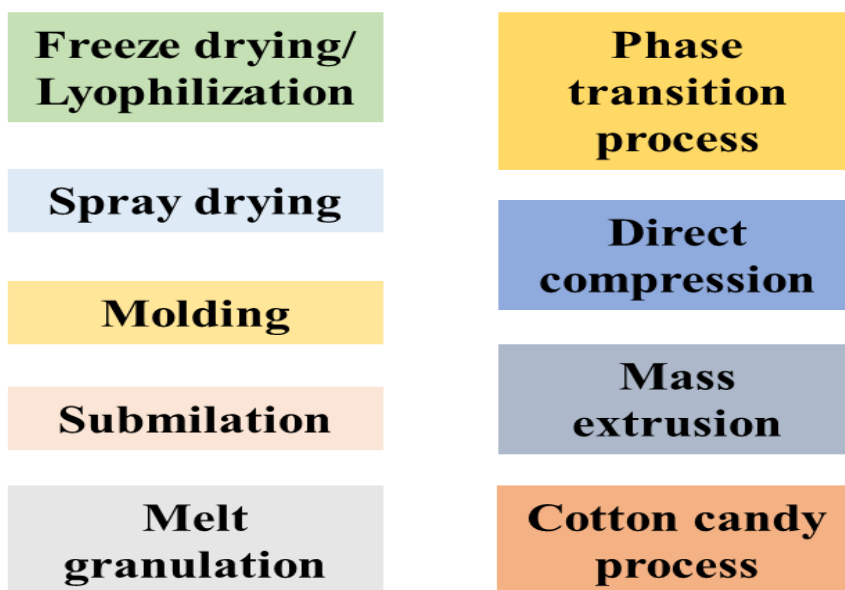 Freeze drying/
Lyophilization
Spray drying
Molding
Submilation
Melt
granulation
Phase
transition
process
Direct
compression
Mass
extrusion
Cotton candy
process